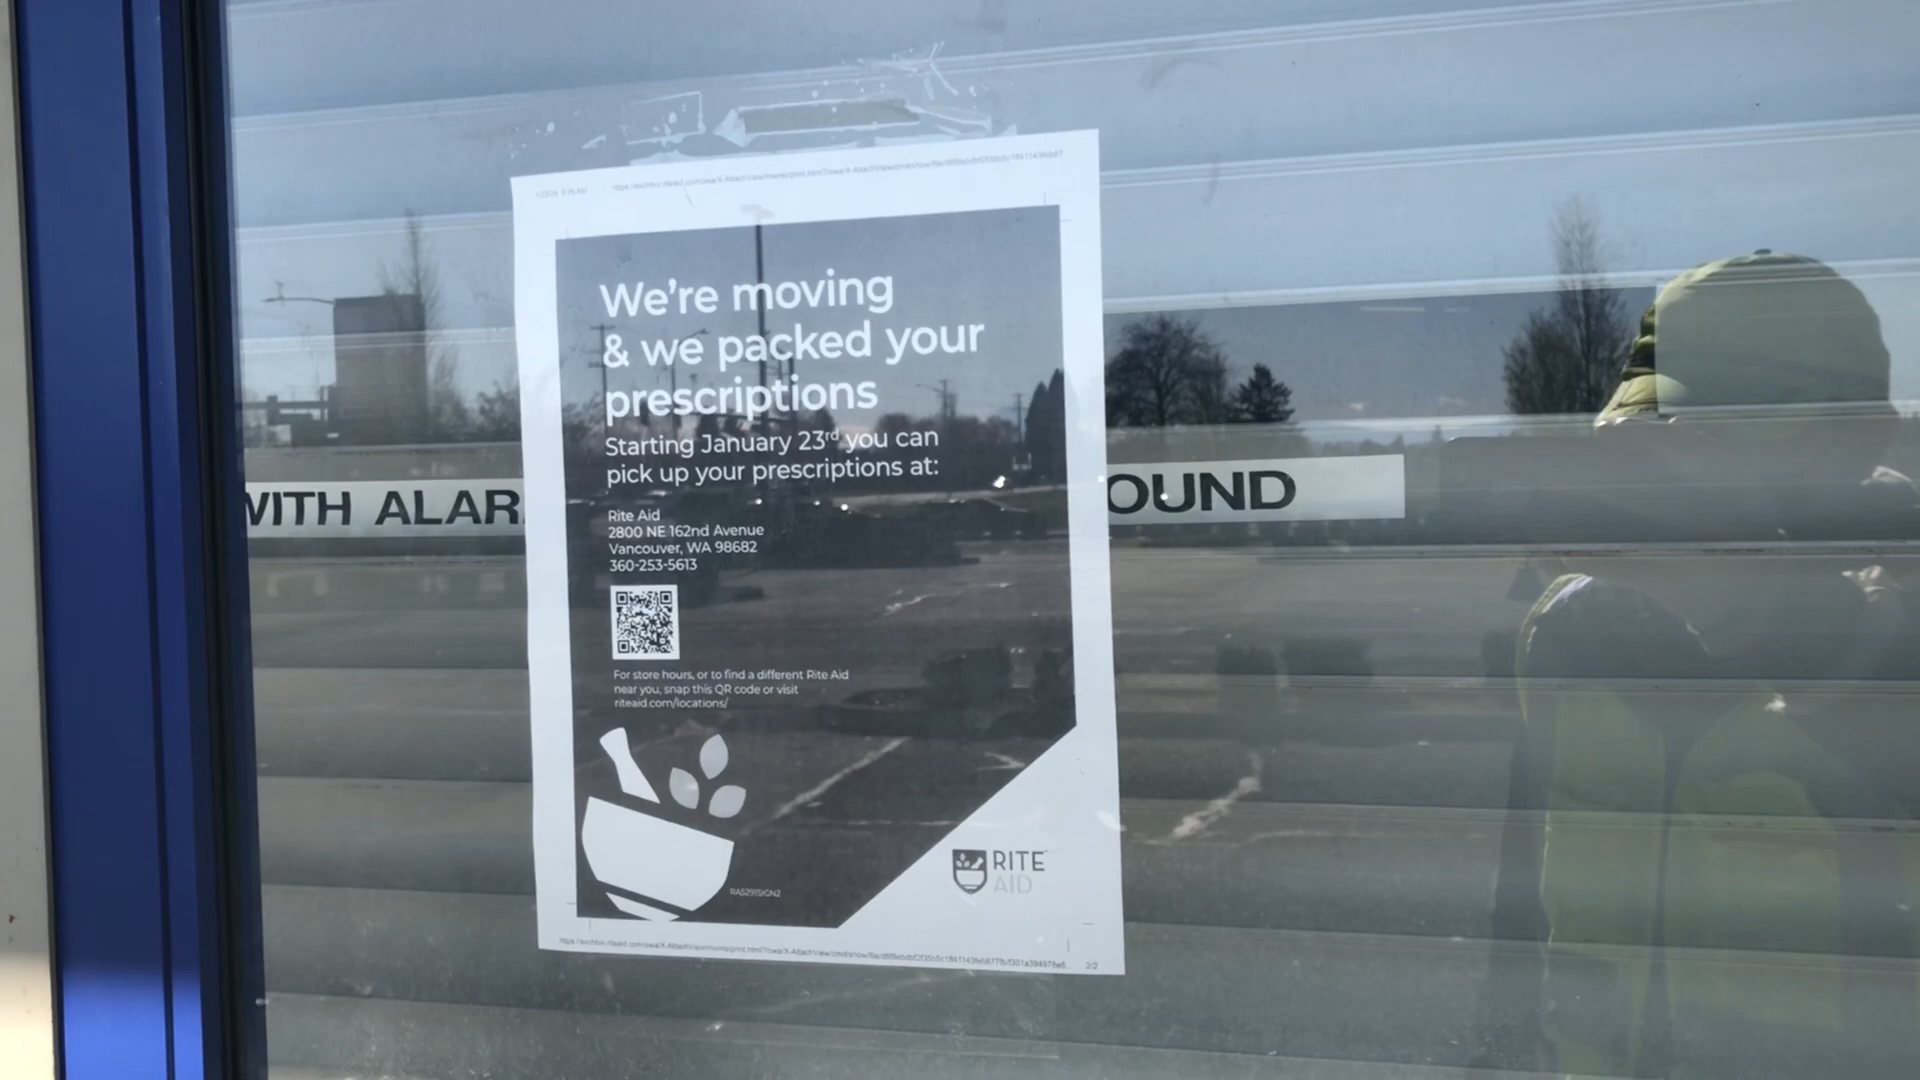 We're moving
& we packed your
prescriptions
Starting January 23rd you can
pick up your prescriptions at:
Rite Aid
2800 NE 162nd Avenue
Vancouver, WA 98682
360-253-5613
For store hours, or to find a different Rite Aid
near you, snap this QR code or visit
riteaid.com/locations/
RITE
AID
2/2
WITH ALAR
OUND